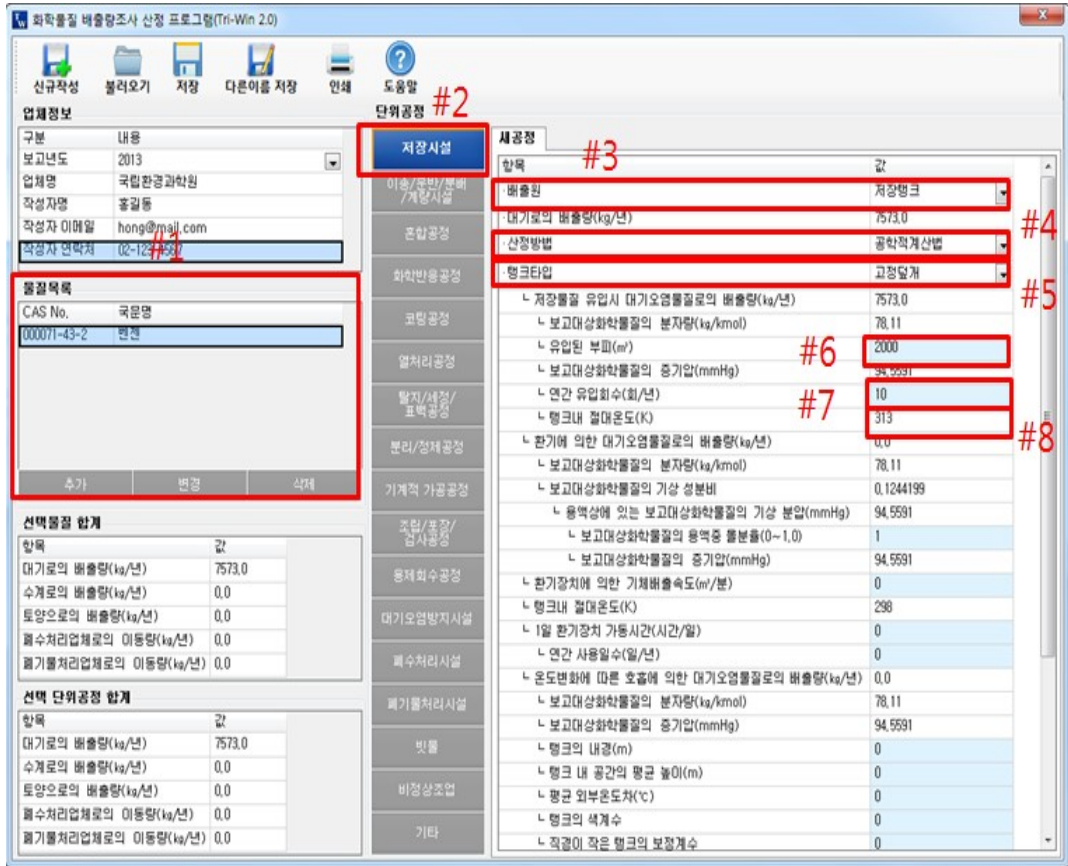 화학물질 배출량조사 산정 프로그램(Tri-Win 2.0)
신규작성 불러오기 저장 다른이름 저장 인쇄 도움말
업체정보
구분 내용
보고년도 2013
업체명 국립환경과학원
작성자명 홍길동
작성자 이메일 hong@mail.com
작성자 연락처
#1
물질목록
CAS No. 국문명
000071-43-2 벤젠
추가 변경 삭제
선택물질 합계
항목 값
대기로의 배출량(kg/년) 7573,0
수계로의 배출량(kg/년) 0,0
토양으로의 배출량(kg/년) 0,0
폐수처리업체로의 이동량(kg/년) 0,0
폐기물처리업체로의 이동량(kg/년) 0,0
선택 단위공정 합계
항목 값
대기로의 배출량(kg/년) 7573,0
수계로의 배출량(kg/년) 0,0
토양으로의 배출량(kg/년) 0,0
폐수처리업체로의 이동량(kg/년) 0,0
폐기물처리업체로의 이동량(kg/년) 0,0
단위공정 #2
저장시설
이송/운반/분배
/계량시설
혼합공정
화학반응공정
코팅공정
열처리공정
탈지/세정/
표백공정
분리/정제공정
기계적 가공공정
조립/포장/
검사공정
용제회수공정
대기오염방지시설
폐수처리시설
폐기물처리시설
빗물
비정상조업
기타
새공정
#3
항목 값
·배출원 저장탱크
·대기로의 배출량(kg/년) 7573,0
#4
·산정방법 공학적계산법
·탱크타입 고정덮개
#5
└ 저장물질 유입시 대기오염물질로의 배출량(kg/년) 7573,0
└ 보고대상화학물질의 분자량(kg/kmol) 78,11
└ 유입된 부피(㎥) #6 2000
└ 보고대상화학물질의 증기압(mmHg) 94,5591
└ 연간 유입회수(회/년) #7 10
└ 탱크내 절대온도(K) 313
#8
└ 환기에 의한 대기오염물질로의 배출량(kg/년) 0,0
└ 보고대상화학물질의 분자량(kg/kmol) 78,11
└ 보고대상화학물질의 기상 성분비 0,1244199
└ 용액상에 있는 보고대상화학물질의 기상 분압(mmHg) 94,5591
└ 보고대상화학물질의 용액중 몰분율(0~1,0) 1
└ 보고대상화학물질의 증기압(mmHg) 94,5591
└ 환기장치에 의한 기체배출속도(㎥/분) 0
└ 탱크내 절대온도(K) 298
└ 1일 환기장치 가동시간(시간/일) 0
└ 연간 사용일수(일/년) 0
└ 온도변화에 따른 호흡에 의한 대기오염물질로의 배출량(kg/년) 0,0
└ 보고대상화학물질의 분자량(kg/kmol) 78,11
└ 보고대상화학물질의 증기압(mmHg) 94,5591
└ 탱크의 내경(m) 0
└ 탱크 내 공간의 평균 높이(m) 0
└ 평균 외부온도차(℃) 0
└ 탱크의 색계수 0
└ 직경이 작은 탱크의 보정계수 0